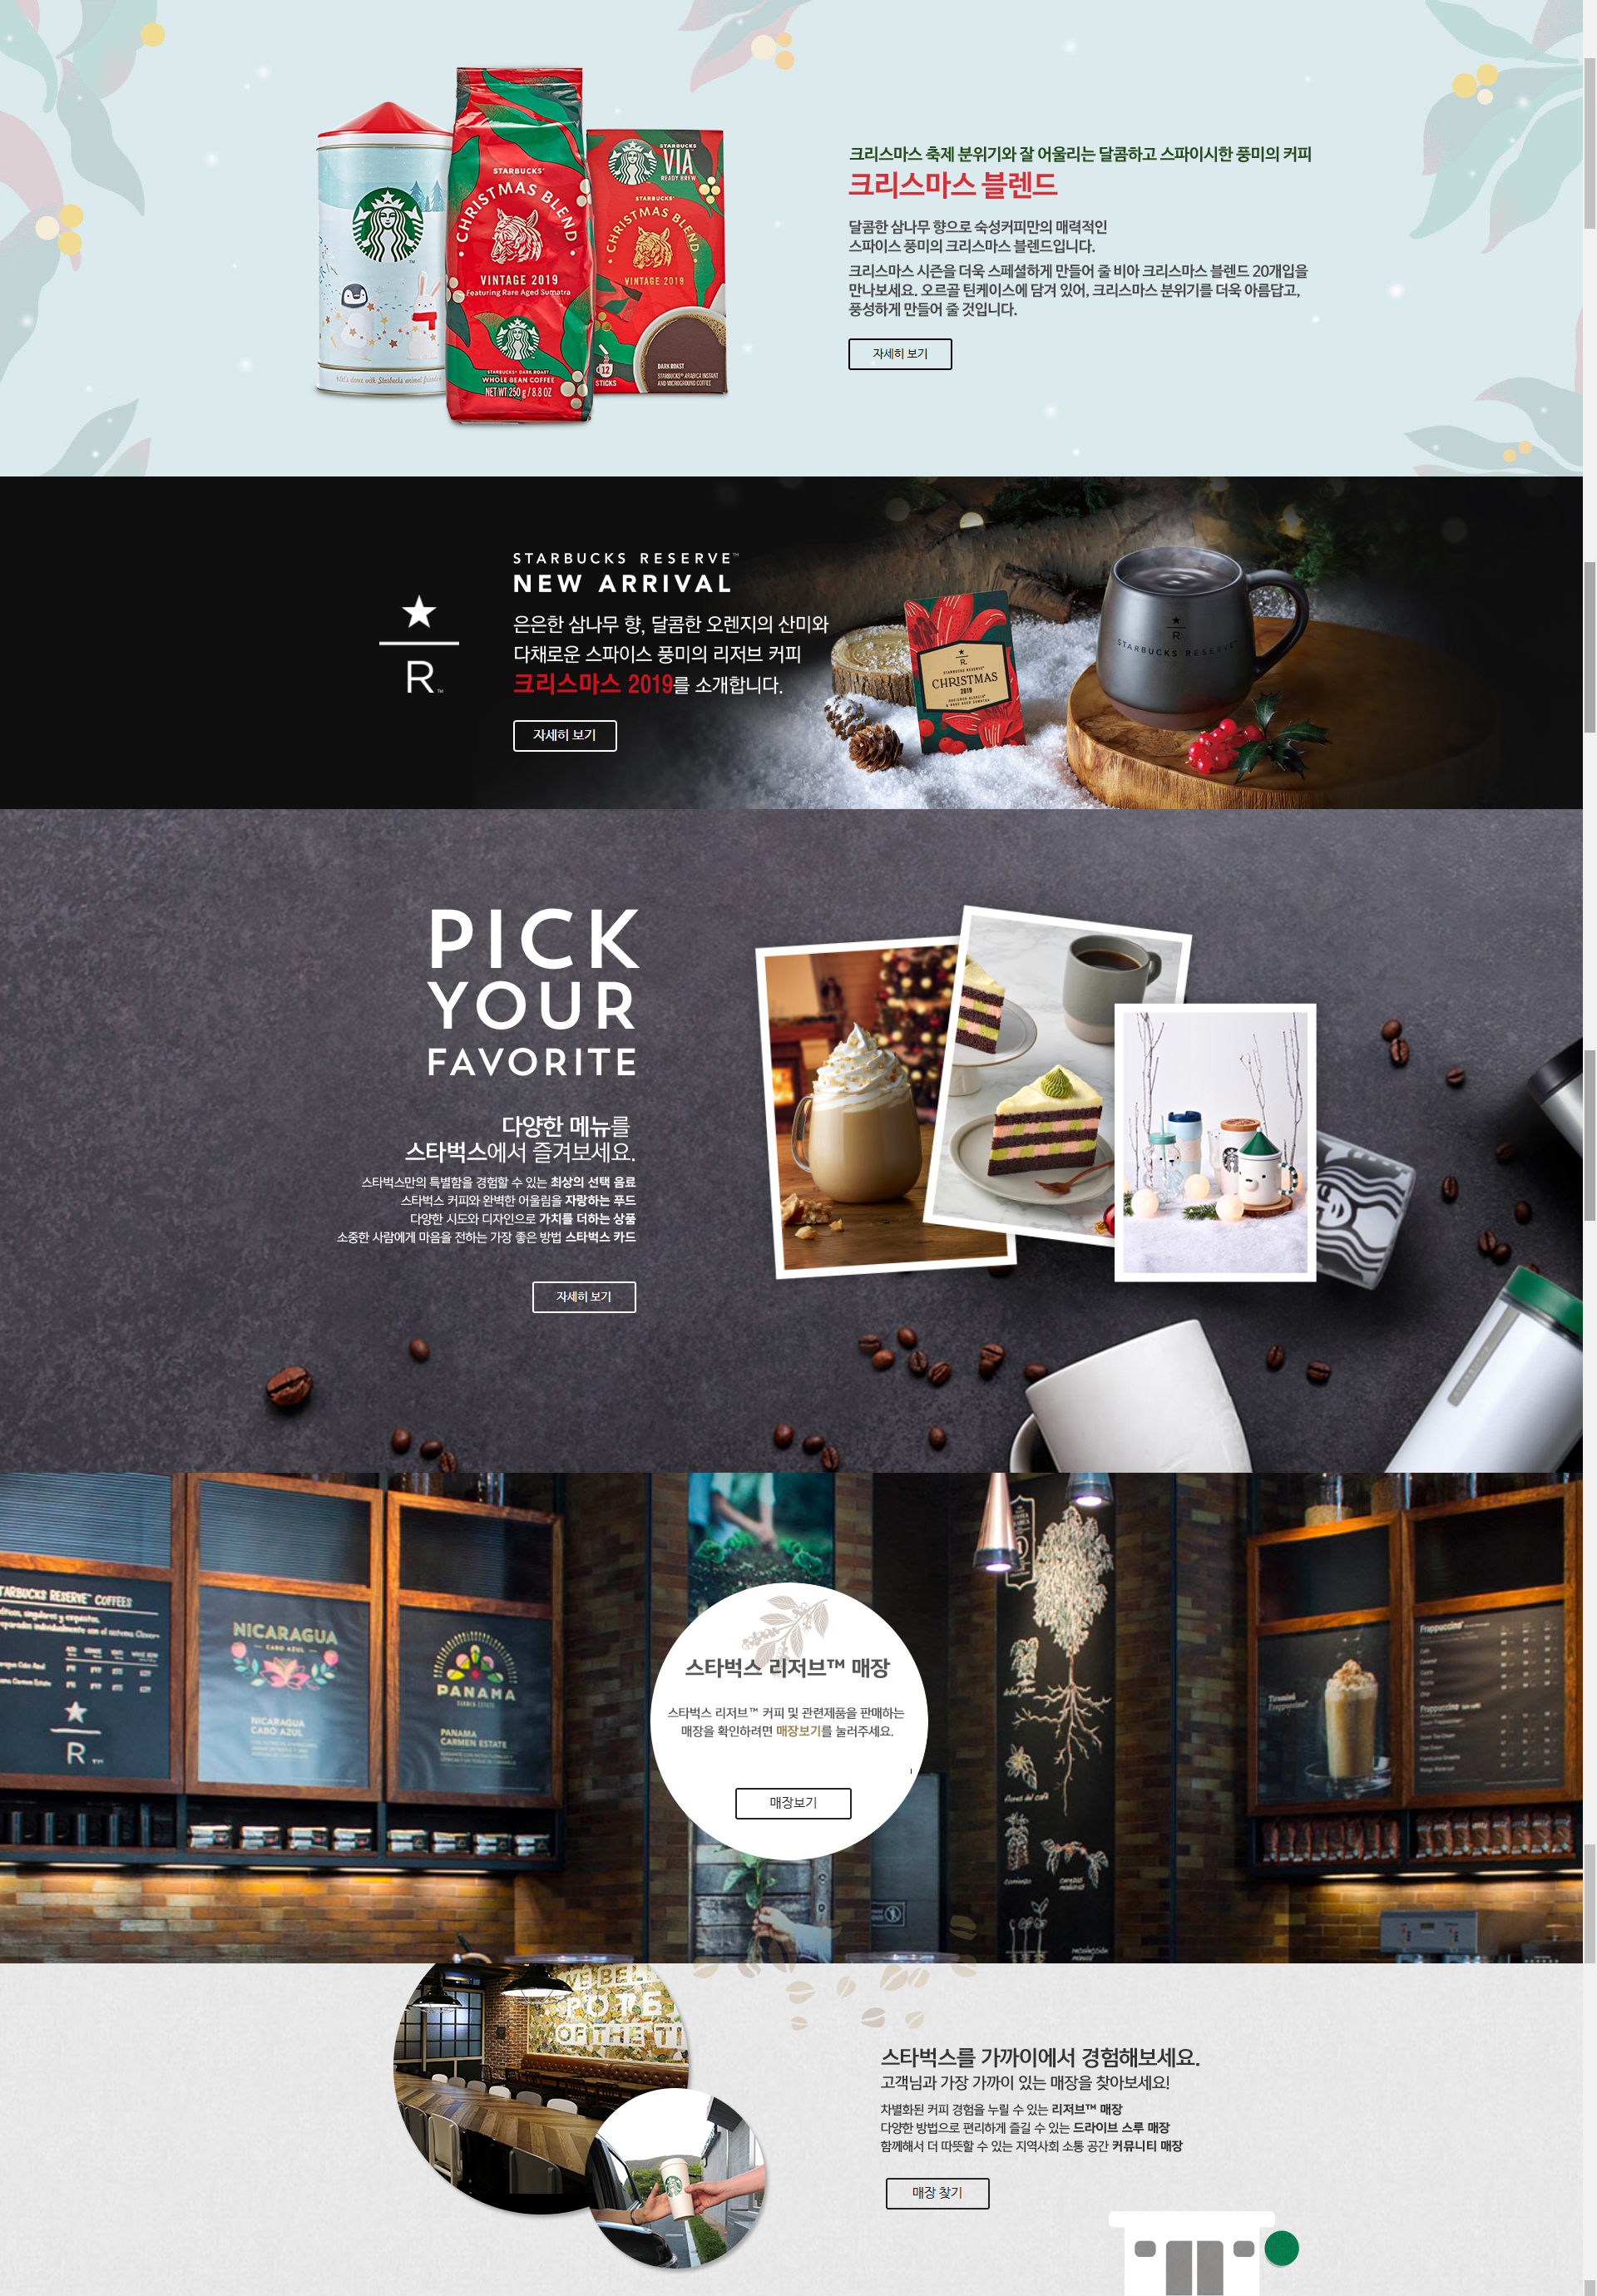 크리스마스 축제 분위기와 잘 어울리는 달콤하고 스파이시한 풍미의 커피
크리스마스 블렌드
달콤한 삼나무 향으로 숙성커피만의 매력적인
스파이스 풍미의 크리스마스 블렌드입니다.
크리스마스 시즌을 더욱 스페셜하게 만들어 줄 비아 크리스마스 블렌드 20개입을
만나보세요. 오르골 틴케이스에 담겨 있어, 크리스마스 분위기를 더욱 아름답고,
풍성하게 만들어 줄 것입니다.
자세히 보기
STARBUCKS®
CHRISTMAS BLEND
VINTAGE 2019
Featuring Rare Aged Sumatra
STARBUCKS® DARK ROAST
WHOLE BEAN COFFEE
NET WT 250 g / 8.8 OZ
STARBUCKS
VIA
READY BREW
STARBUCKS®
CHRISTMAS BLEND
VINTAGE 2019
12
STICKS
DARK ROAST
STARBUCKS® ARABICA INSTANT
AND MICROGROUND COFFEE
STARBUCKS RESERVE™
NEW ARRIVAL
R™
은은한 삼나무 향, 달콤한 오렌지의 산미와
다채로운 스파이스 풍미의 리저브 커피
크리스마스 2019를 소개합니다.
자세히 보기
R
STARBUCKS RESERVE
CHRISTMAS
2019
R
STARBUCKS RESERVE™
PICK
YOUR
FAVORITE
다양한 메뉴를
스타벅스에서 즐겨보세요.
스타벅스만의 특별함을 경험할 수 있는 최상의 선택 음료
스타벅스 커피와 완벽한 어울림을 자랑하는 푸드
다양한 시도와 디자인으로 가치를 더하는 상품
소중한 사람에게 마음을 전하는 가장 좋은 방법 스타벅스 카드
자세히 보기
TARBUCKS RESERVE™ COFFEES
R™
NICARAGUA
CABO AZUL
NICARAGUA
CABO AZUL
PANAMA
CARMEN ESTATE
PANAMA
CARMEN ESTATE
스타벅스 리저브™ 매장
스타벅스 리저브™ 커피 및 관련제품을 판매하는
매장을 확인하려면 매장보기를 눌러주세요.
매장보기
Frappuccino
Frappuccino
스타벅스를 가까이에서 경험해보세요.
고객님과 가장 가까이 있는 매장을 찾아보세요!
차별화된 커피 경험을 누릴 수 있는 리저브™ 매장
다양한 방법으로 편리하게 즐길 수 있는 드라이브 스루 매장
함께해서 더 따뜻할 수 있는 지역사회 소통 공간 커뮤니티 매장
매장 찾기